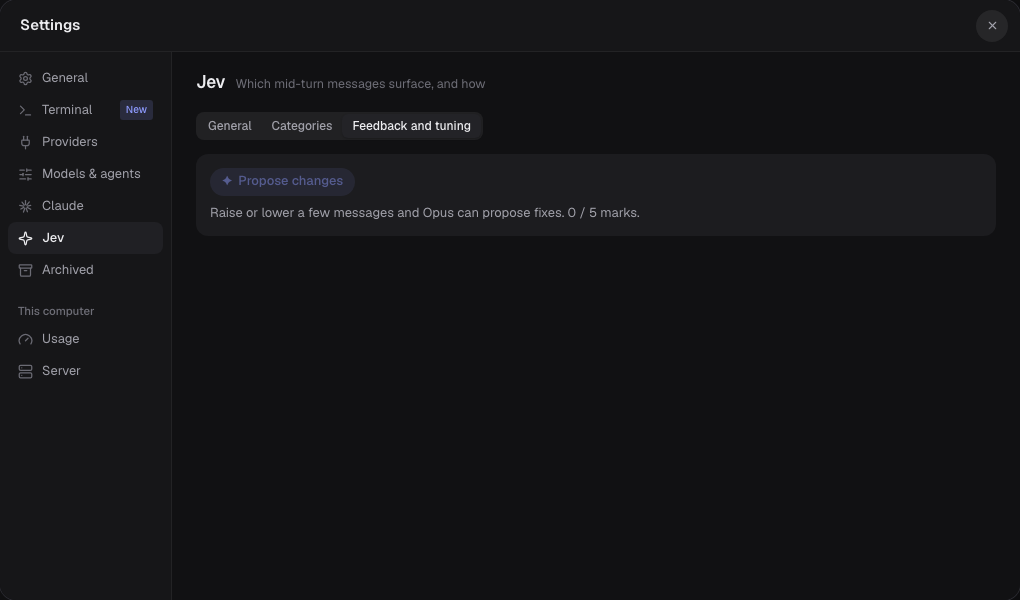 Settings
General
Terminal New
Providers
Models & agents
Claude
Jev
Archived
This computer
Usage
Server
Jev Which mid-turn messages surface, and how
General Categories Feedback and tuning
Propose changes
Raise or lower a few messages and Opus can propose fixes. 0 / 5 marks.